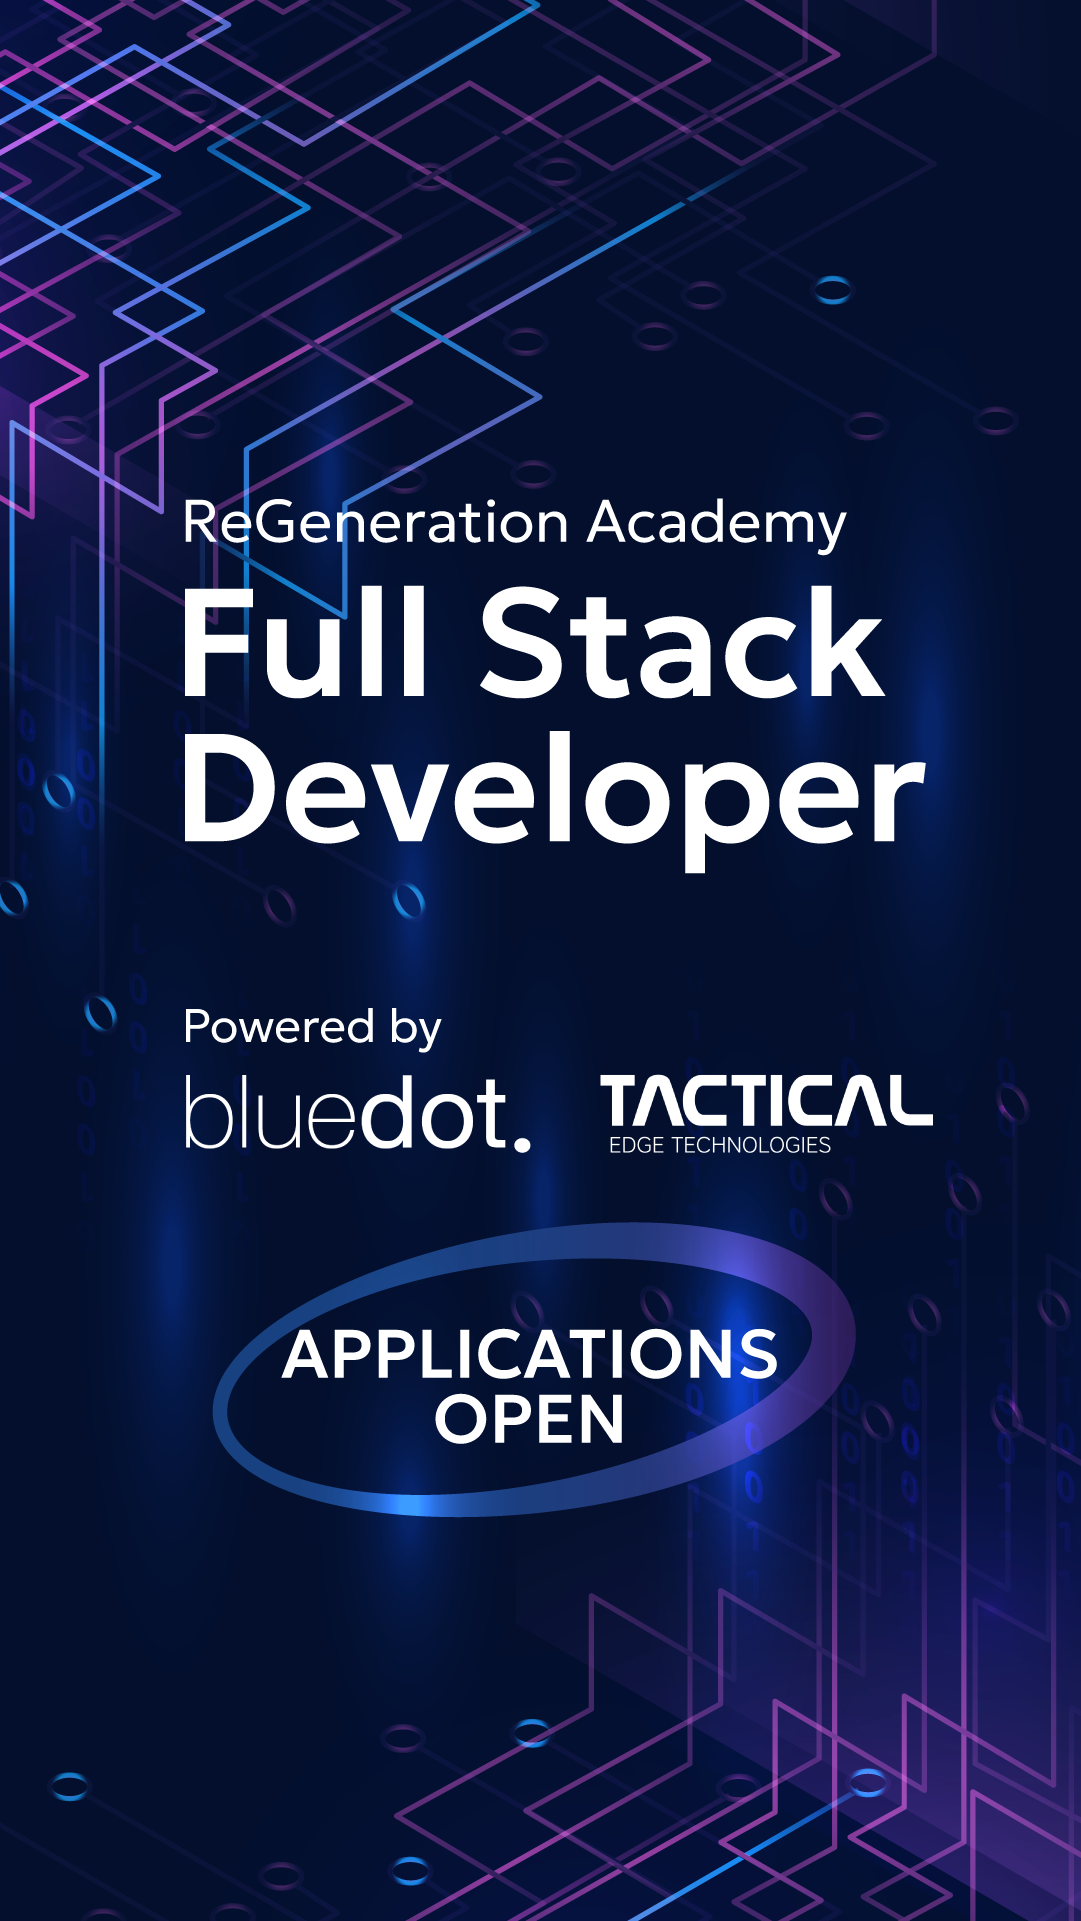 ReGeneration Academy
Full Stack
Developer
Powered by
bluedot.
TACTICAL
EDGE TECHNOLOGIES
APPLICATIONS
OPEN